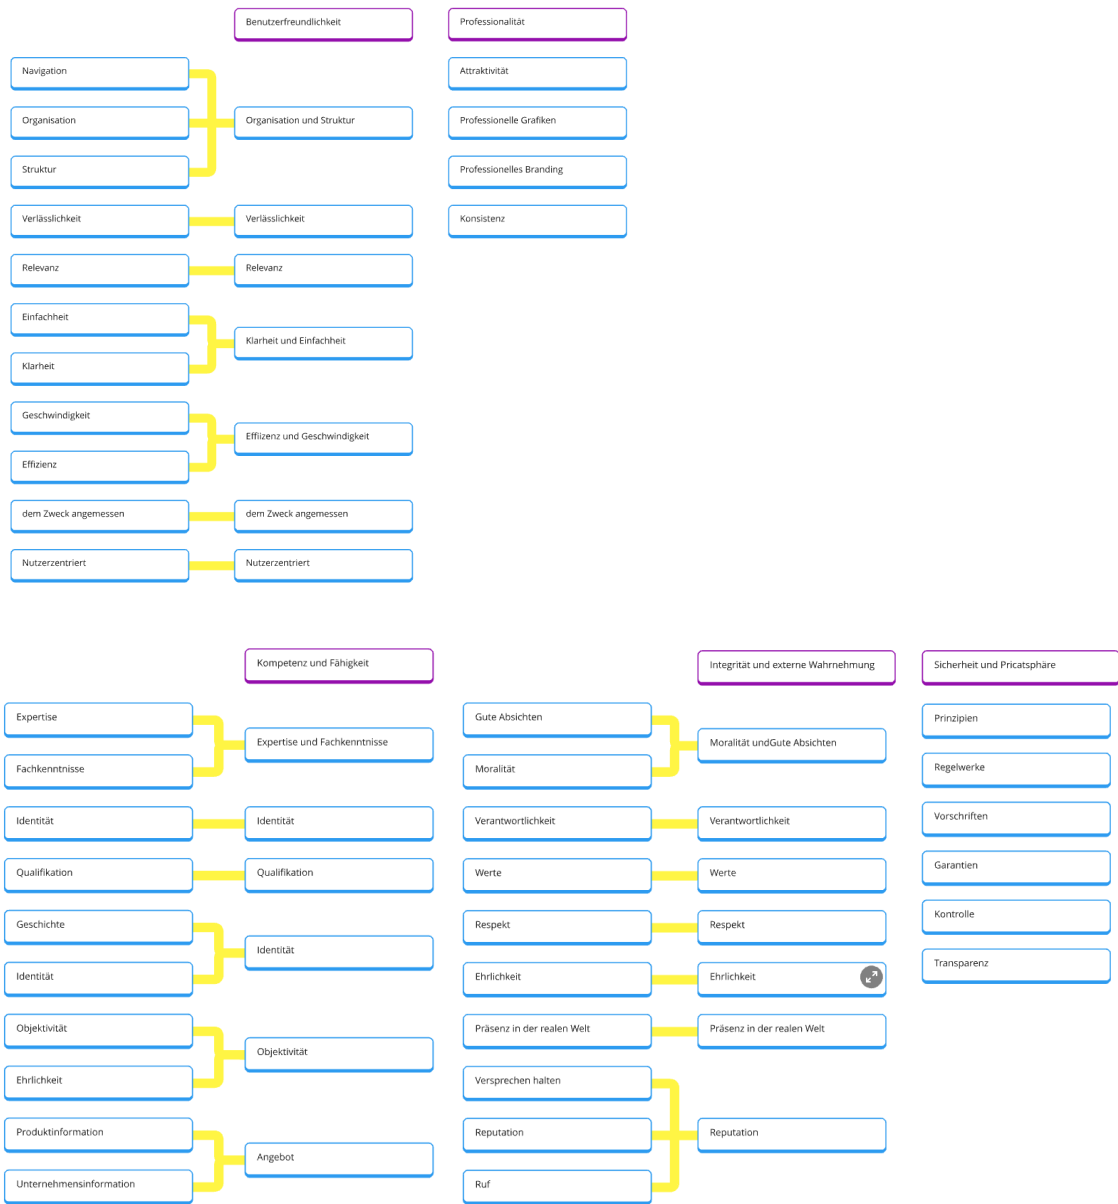 Benutzerfreundlichkeit
Professionalität
Navigation
Attraktivität
Organisation
Organisation und Struktur
Professionelle Grafiken
Struktur
Professionelles Branding
Verlässlichkeit
Verlässlichkeit
Konsistenz
Relevanz
Relevanz
Einfachheit
Klarheit und Einfachheit
Klarheit
Geschwindigkeit
Effiizenz und Geschwindigkeit
Effizienz
dem Zweck angemessen
dem Zweck angemessen
Nutzerzentriert
Nutzerzentriert
Kompetenz und Fähigkeit
Integrität und externe Wahrnehmung
Sicherheit und Pricatsphäre
Expertise
Expertise und Fachkenntnisse
Fachkenntnisse
Identität
Identität
Qualifikation
Qualifikation
Geschichte
Identität
Identität
Objektivität
Objektivität
Ehrlichkeit
Produktinformation
Angebot
Unternehmensinformation
Gute Absichten
Moralität undGute Absichten
Moralität
Verantwortlichkeit
Verantwortlichkeit
Werte
Werte
Respekt
Respekt
Ehrlichkeit
Ehrlichkeit
Präsenz in der realen Welt
Präsenz in der realen Welt
Versprechen halten
Reputation
Reputation
Ruf
Prinzipien
Regelwerke
Vorschriften
Garantien
Kontrolle
Transparenz